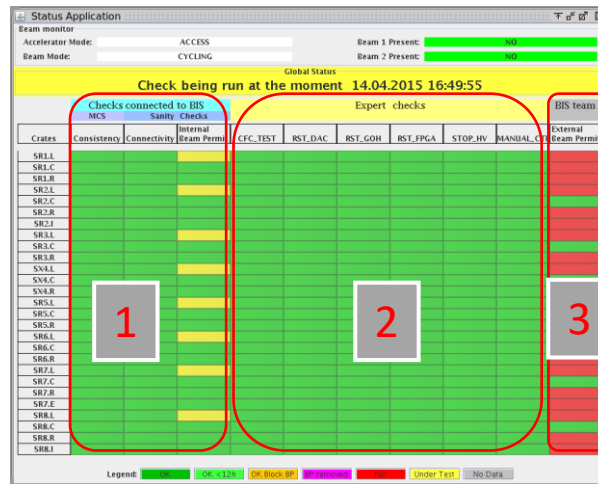 Status Application
Beam monitor
Accelerator Mode: ACCESS Beam 1 Present: NO
Beam Mode: CYCLING Beam 2 Present: NO
Global Status
Check being run at the moment 14.04.2015 16:49:55
Checks connected to BIS Expert checks BIS team
MCS Sanity Checks
Internal External
Crates Consistency Connectivity Beam Permi CFC_TEST RST_DAC RST_GOH RST_FPGA STOP_HV Beam Permit
SR1.L
SR1.C
SR1.R
SR2.L
SR2.C
SR2.R
SR2.I
SR3.L
SR3.C
SR3.R
SX4.L
SX4.C
SX4.R
SR5.L
SR5.C
SR5.R
SR6.L
SR6.C
SR6.R
SR7.L
SR7.C
SR7.R
SR7.E
SR8.L
SR8.C
SR8.R
SR8.I
1
2
3
Legend: OK OK <12h OK Block BP BP removed Under Test No Data